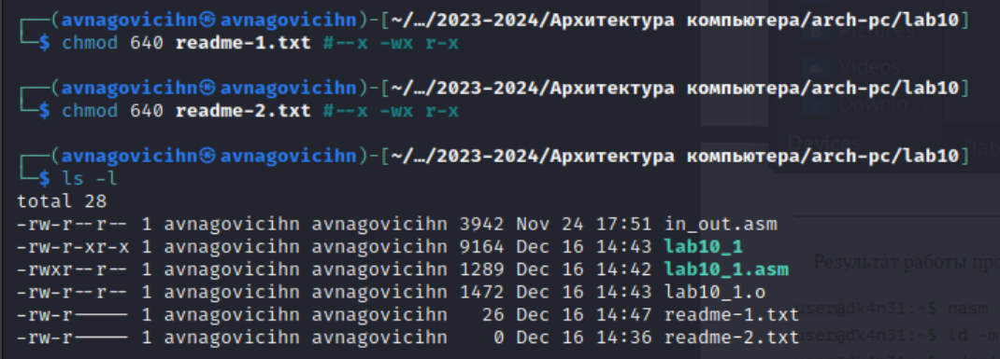 ┌──(avnagovicihn㉿avnagovicihn)-[~/…/2023-2024/Архитектура компьютера/arch-pc/lab10]
└─$ chmod 640 readme-1.txt #--x -wx r-x
┌──(avnagovicihn㉿avnagovicihn)-[~/…/2023-2024/Архитектура компьютера/arch-pc/lab10]
└─$ chmod 640 readme-2.txt #--x -wx r-x
┌──(avnagovicihn㉿avnagovicihn)-[~/…/2023-2024/Архитектура компьютера/arch-pc/lab10]
└─$ ls -l
total 28
-rw-r--r-- 1 avnagovicihn avnagovicihn 3942 Nov 24 17:51 in_out.asm
-rw-r-xr-x 1 avnagovicihn avnagovicihn 9164 Dec 16 14:43 lab10_1
-rwxr--r-- 1 avnagovicihn avnagovicihn 1289 Dec 16 14:42 lab10_1.asm
-rw-r--r-- 1 avnagovicihn avnagovicihn 1472 Dec 16 14:43 lab10_1.o
-rw-r----- 1 avnagovicihn avnagovicihn 26 Dec 16 14:47 readme-1.txt
-rw-r----- 1 avnagovicihn avnagovicihn 0 Dec 16 14:36 readme-2.txt
Pictures
Videos
Devices
Результат работы
user@dk4n31:~$ nasm
user@dk4n31:~$ ld